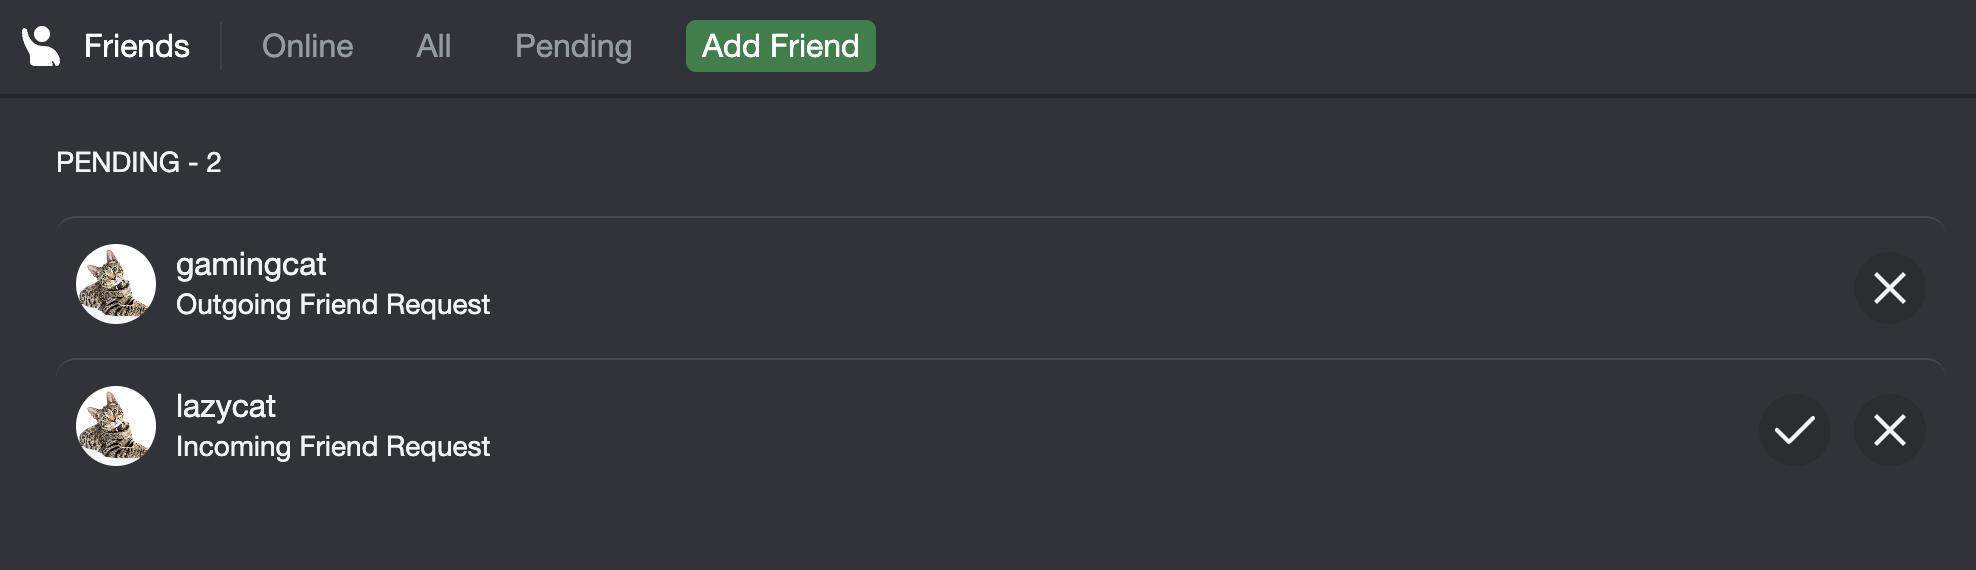 Friends Online All Pending Add Friend
PENDING - 2
gamingcat
Outgoing Friend Request
lazycat
Incoming Friend Request